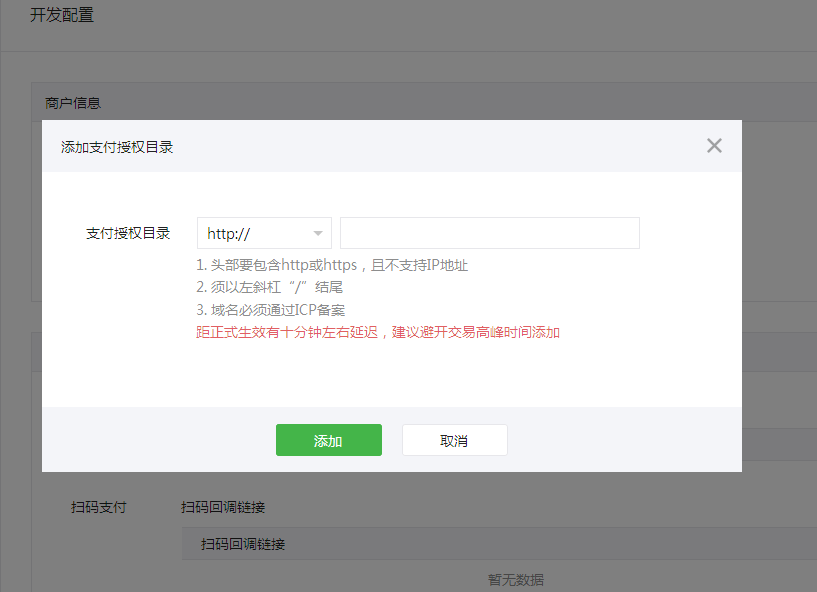 开发配置
商户信息
添加支付授权目录
支付授权目录 http://
1. 头部要包含http或https，且不支持IP地址
2. 须以左斜杠“/”结尾
3. 域名必须通过ICP备案
距正式生效有十分钟左右延迟，建议避开交易高峰时间添加
添加 取消
扫码支付 扫码回调链接
扫码回调链接
暂无数据